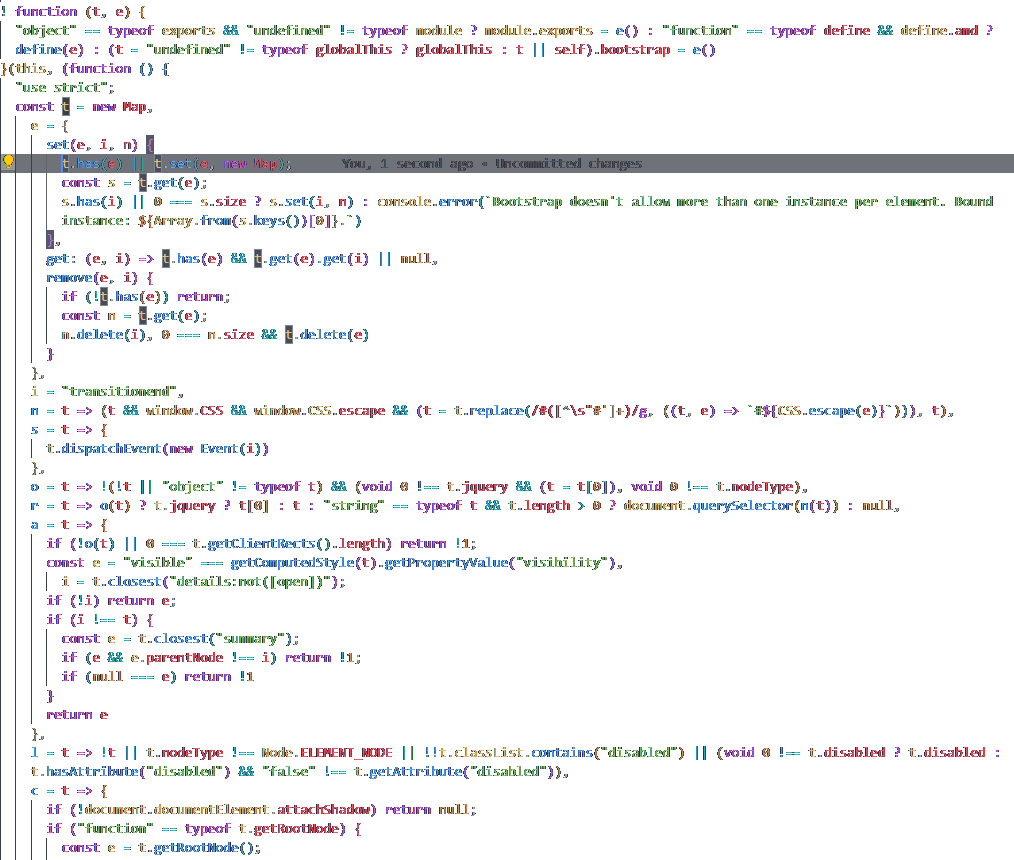 ! function (t, e) {
"object" == typeof exports && "undefined" != typeof module ? module.exports = e() : "function" == typeof define && define.amd ?
define(e) : (t = "undefined" != typeof globalThis ? globalThis : t || self).bootstrap = e()
}(this, (function () {
"use strict";
const t = new Map,
e = {
set(e, i, n) {
t.has(e) || t.set(e, new Map);    You, 1 second ago • Uncommitted changes
const s = t.get(e);
s.has(i) || 0 === s.size ? s.set(i, n) : console.error(`Bootstrap doesn't allow more than one instance per element. Bound
instance: ${Array.from(s.keys())[0]}.`)
},
get: (e, i) => t.has(e) && t.get(e).get(i) || null,
remove(e, i) {
if (!t.has(e)) return;
const n = t.get(e);
n.delete(i), 0 === n.size && t.delete(e)
}
},
i = "transitionend",
n = t => (t && window.CSS && window.CSS.escape && (t = t.replace(/#([^\s"#']+)/g, ((t, e) => `#${CSS.escape(e)}`))), t),
s = t => {
t.dispatchEvent(new Event(i))
},
o = t => !(!t || "object" != typeof t) && (void 0 !== t.jquery && (t = t[0]), void 0 !== t.nodeType),
r = t => o(t) ? t.jquery ? t[0] : t : "string" == typeof t && t.length > 0 ? document.querySelector(n(t)) : null,
a = t => {
if (!o(t) || 0 === t.getClientRects().length) return !1;
const e = "visible" === getComputedStyle(t).getPropertyValue("visibility"),
i = t.closest("details:not([open])");
if (!i) return e;
if (i !== t) {
const e = t.closest("summary");
if (e && e.parentNode !== i) return !1;
if (null === e) return !1
}
return e
},
l = t => !t || t.nodeType !== Node.ELEMENT_NODE || !!t.classList.contains("disabled") || (void 0 !== t.disabled ? t.disabled :
t.hasAttribute("disabled") && "false" !== t.getAttribute("disabled")),
c = t => {
if (!document.documentElement.attachShadow) return null;
if ("function" == typeof t.getRootNode) {
const e = t.getRootNode();